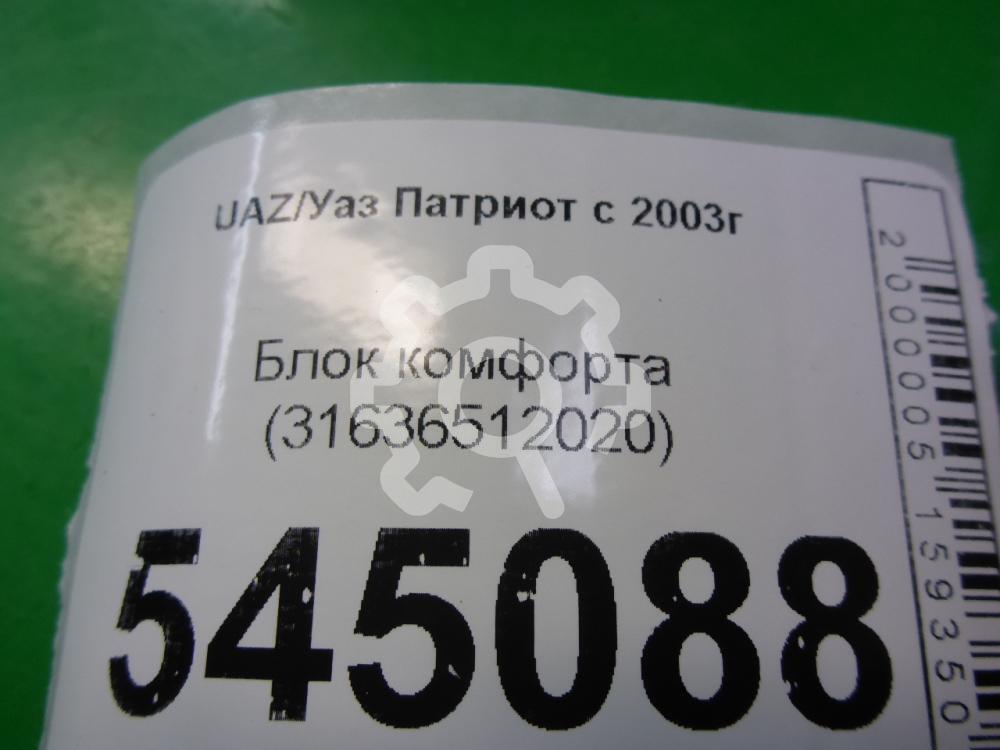 UAZ/Уаз Патриот с 2003г
Блок комфорта
(31636512020)
545088
2000005159350